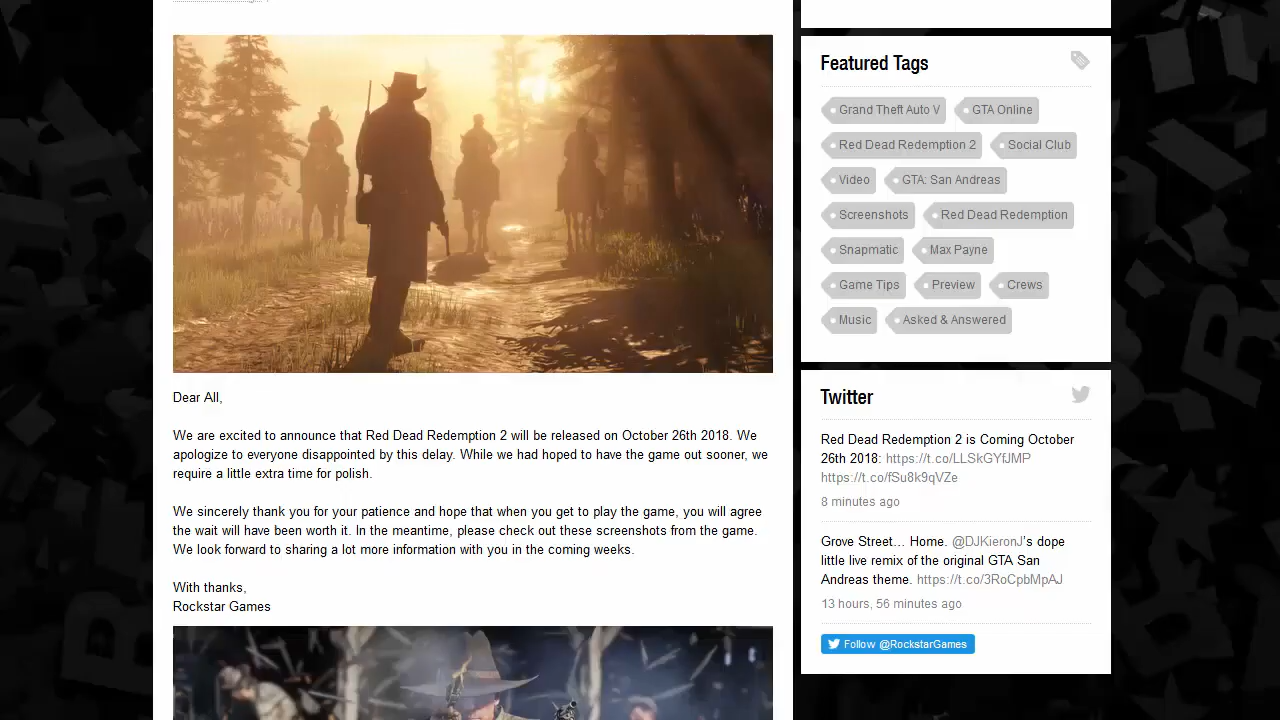 Dear All,
We are excited to announce that Red Dead Redemption 2 will be released on October 26th 2018. We
apologize to everyone disappointed by this delay. While we had hoped to have the game out sooner, we
require a little extra time for polish.
We sincerely thank you for your patience and hope that when you get to play the game, you will agree
the wait will have been worth it. In the meantime, please check out these screenshots from the game.
We look forward to sharing a lot more information with you in the coming weeks.
With thanks,
Rockstar Games
Featured Tags
Grand Theft Auto V
GTA Online
Red Dead Redemption 2
Social Club
Video
GTA: San Andreas
Screenshots
Red Dead Redemption
Snapmatic
Max Payne
Game Tips
Preview
Crews
Music
Asked & Answered
Twitter
Red Dead Redemption 2 is Coming October
26th 2018: https://t.co/LLSkGYfJMP
https://t.co/fSu8k9qVZe
8 minutes ago
Grove Street... Home. @DJKieronJ's dope
little live remix of the original GTA San
Andreas theme. https://t.co/3RoCpbMpAJ
13 hours, 56 minutes ago
Follow @RockstarGames